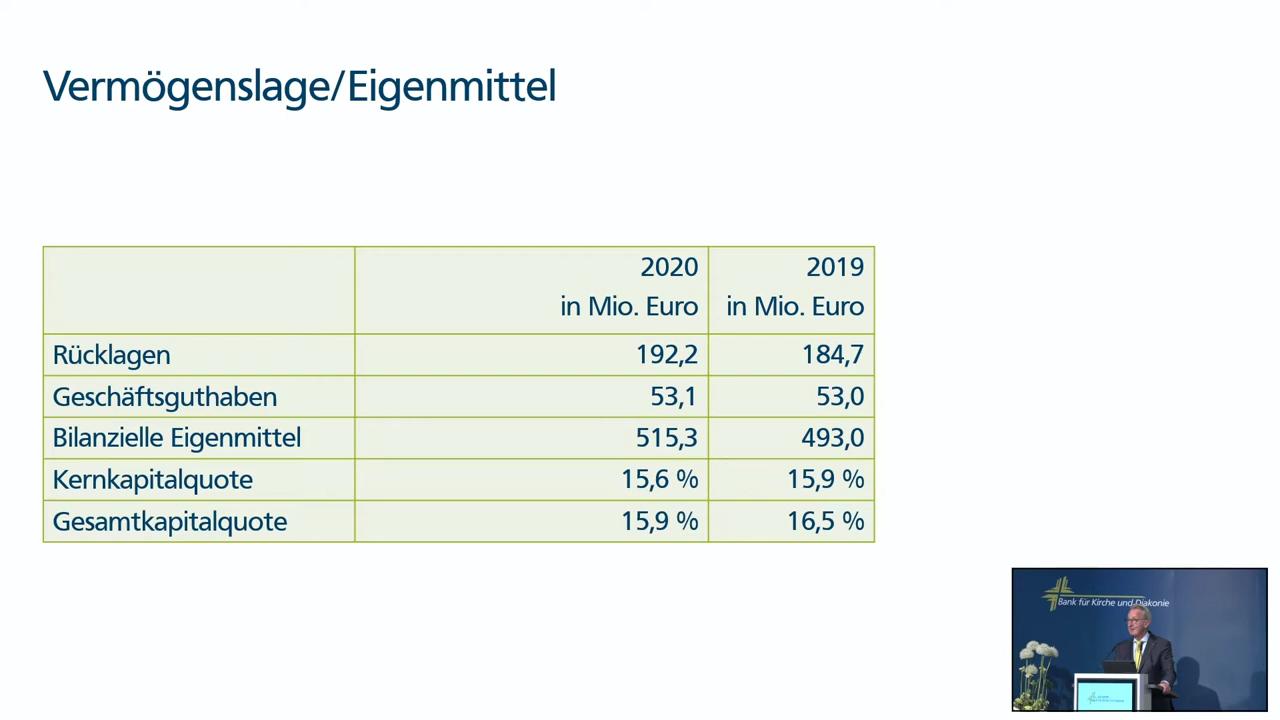 Vermögenslage/Eigenmittel
2020 2019
in Mio. Euro in Mio. Euro
Rücklagen 192,2 184,7
Geschäftsguthaben 53,1 53,0
Bilanzielle Eigenmittel 515,3 493,0
Kernkapitalquote 15,6 % 15,9 %
Gesamtkapitalquote 15,9 % 16,5 %
Bank für Kirche und Diakonie